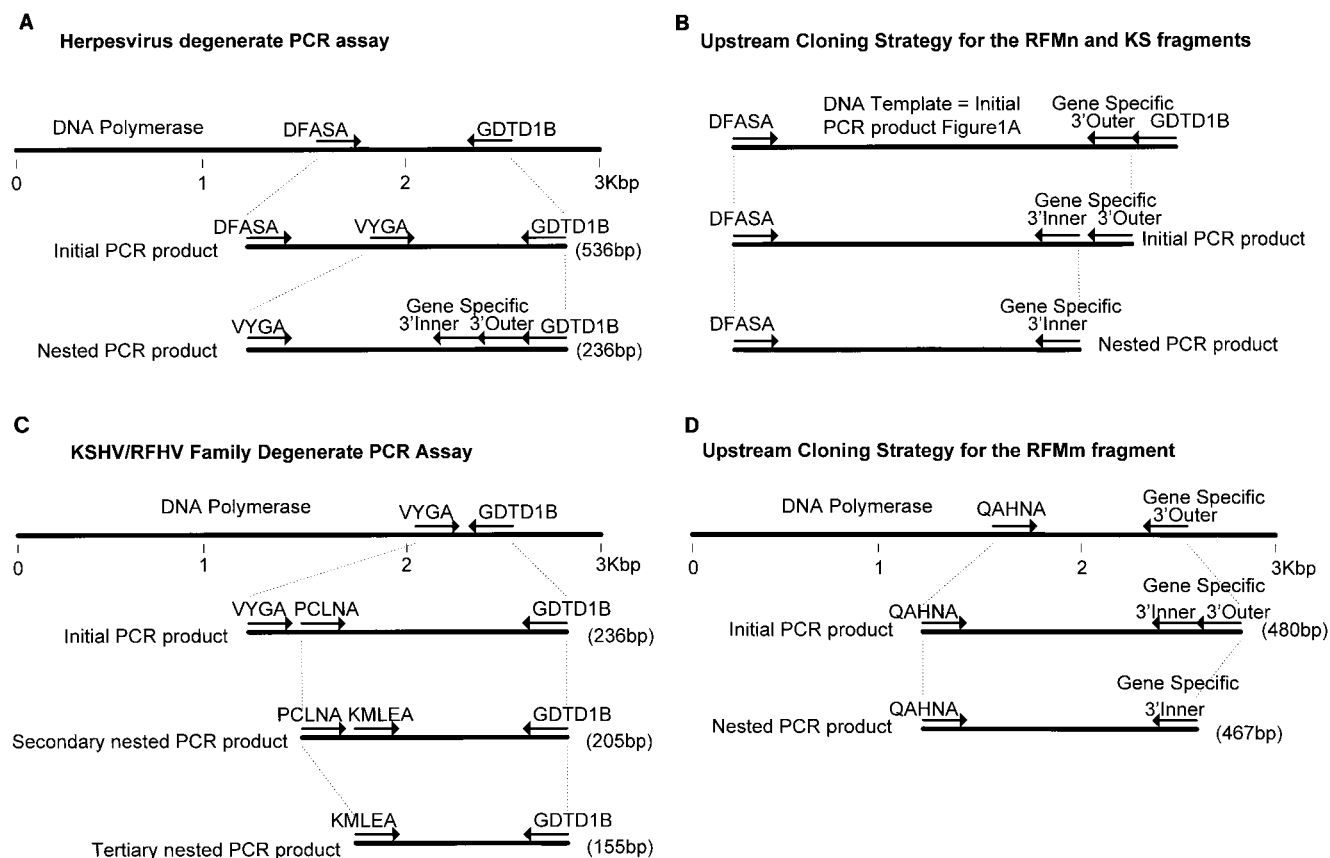 A
Herpesvirus degenerate PCR assay
DNA Polymerase
DFASA
GDTD1B
0
1
2
3Kbp
DFASA
VYGA
GDTD1B
Initial PCR product
(536bp)
Gene Specific
VYGA
3'Inner
3'Outer
GDTD1B
Nested PCR product
(236bp)
B
Upstream Cloning Strategy for the RFMn and KS fragments
DNA Template = Initial
PCR product Figure1A
Gene Specific
DFASA
3'Outer
GDTD1B
Gene Specific
DFASA
3'Inner
3'Outer
Initial PCR product
Gene Specific
DFASA
3'Inner
Nested PCR product
C
KSHV/RFHV Family Degenerate PCR Assay
DNA Polymerase
VYGA
GDTD1B
0
1
2
3Kbp
VYGA
PCLNA
GDTD1B
Initial PCR product
(236bp)
PCLNA
KMLEA
GDTD1B
Secondary nested PCR product
(205bp)
KMLEA
GDTD1B
Tertiary nested PCR product
(155bp)
D
Upstream Cloning Strategy for the RFMm fragment
DNA Polymerase
QAHNA
Gene Specific
3'Outer
0
1
2
3Kbp
Gene Specific
QAHNA
3'Inner
3'Outer
Initial PCR product
(480bp)
Gene Specific
QAHNA
3'Inner
Nested PCR product
(467bp)